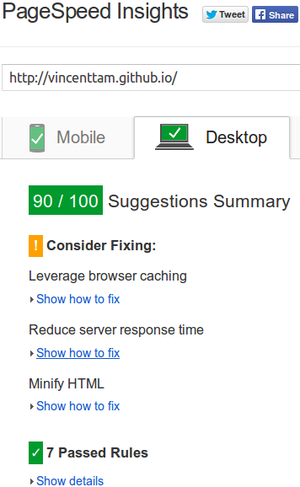 PageSpeed Insights
Tweet
Share
http://vincenttam.github.io/
Mobile
Desktop
90 / 100 Suggestions Summary
! Consider Fixing:
Leverage browser caching
Show how to fix
Reduce server response time
Show how to fix
Minify HTML
Show how to fix
7 Passed Rules
Show details